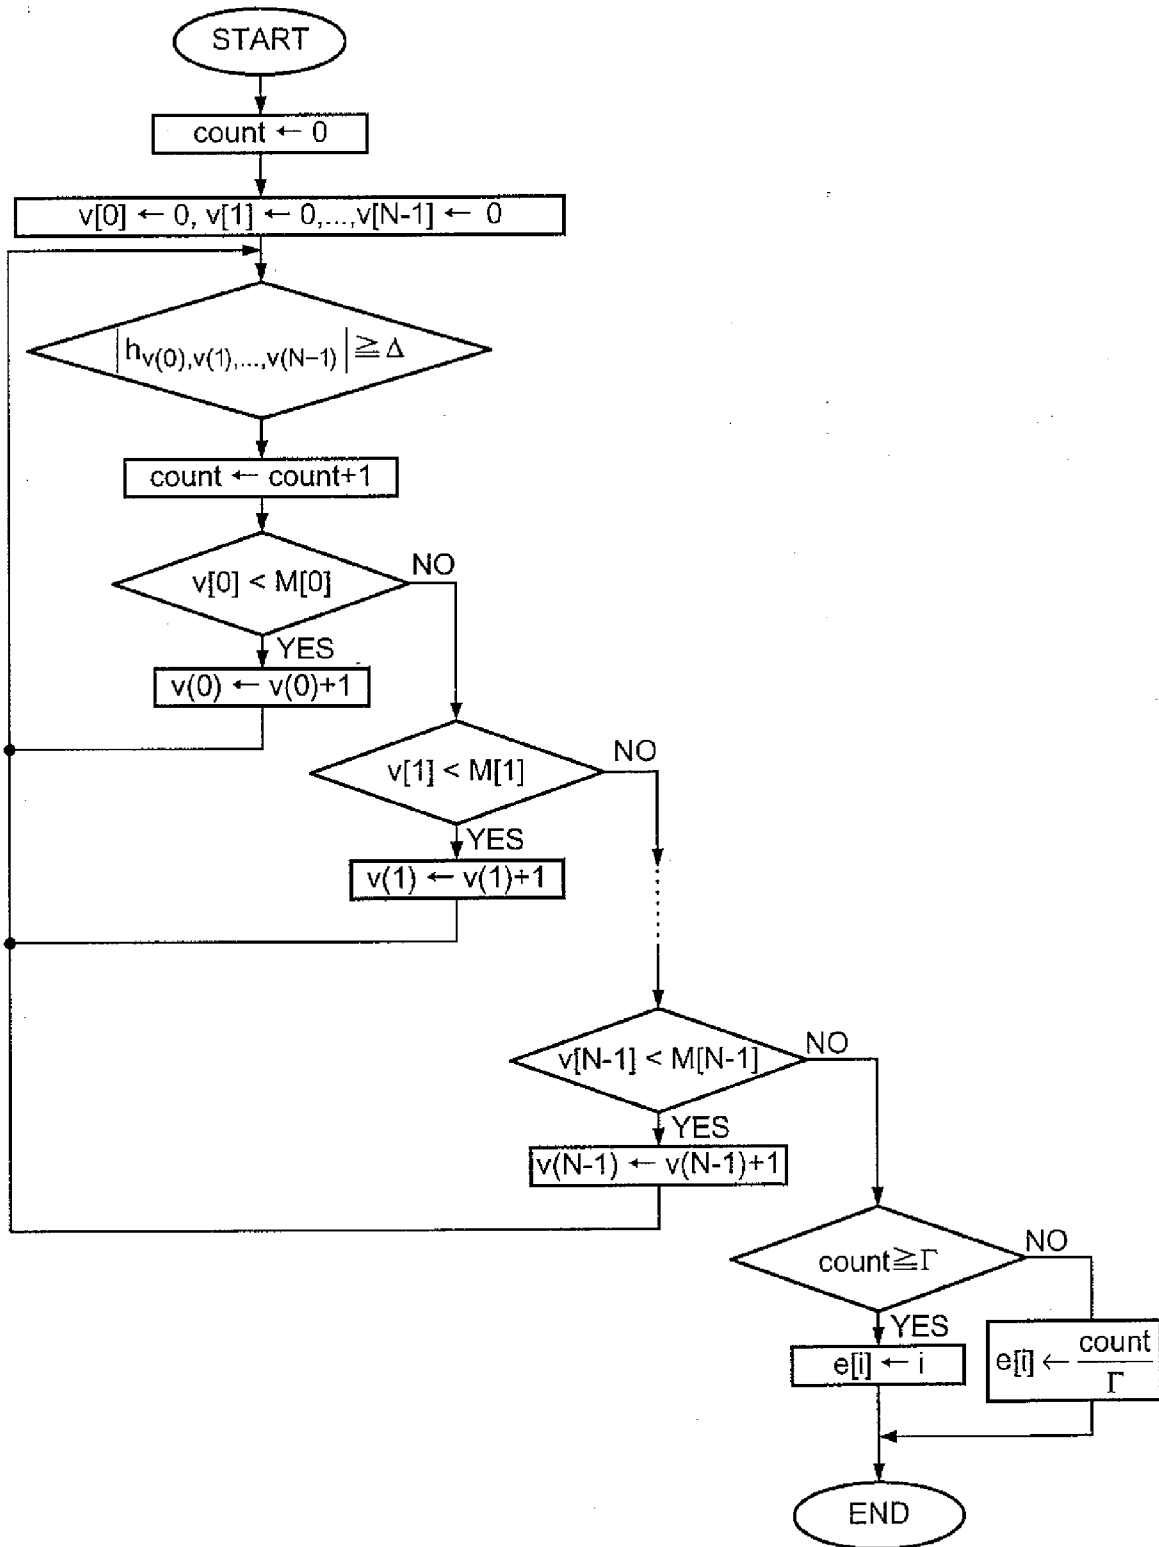 START
count ← 0
v[0] ← 0, v[1] ← 0,...,v[N-1] ← 0
|h v(0),v(1),...,v(N−1)| ≧ Δ
count ← count+1
v[0] < M[0]
NO
YES
v(0) ← v(0)+1
v[1] < M[1]
NO
YES
v(1) ← v(1)+1
v[N-1] < M[N-1]
NO
YES
v(N-1) ← v(N-1)+1
count≧Γ
NO
YES
e[i] ← i
e[i] ← count
Γ
END